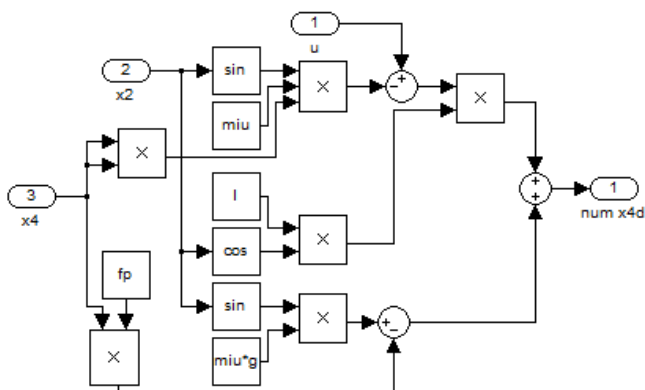 1
u
2
x2
sin
×
−
+
×
miu
×
3
x4
+
+
1
num x4d
l
×
cos
fp
sin
×
−
×
miu*g